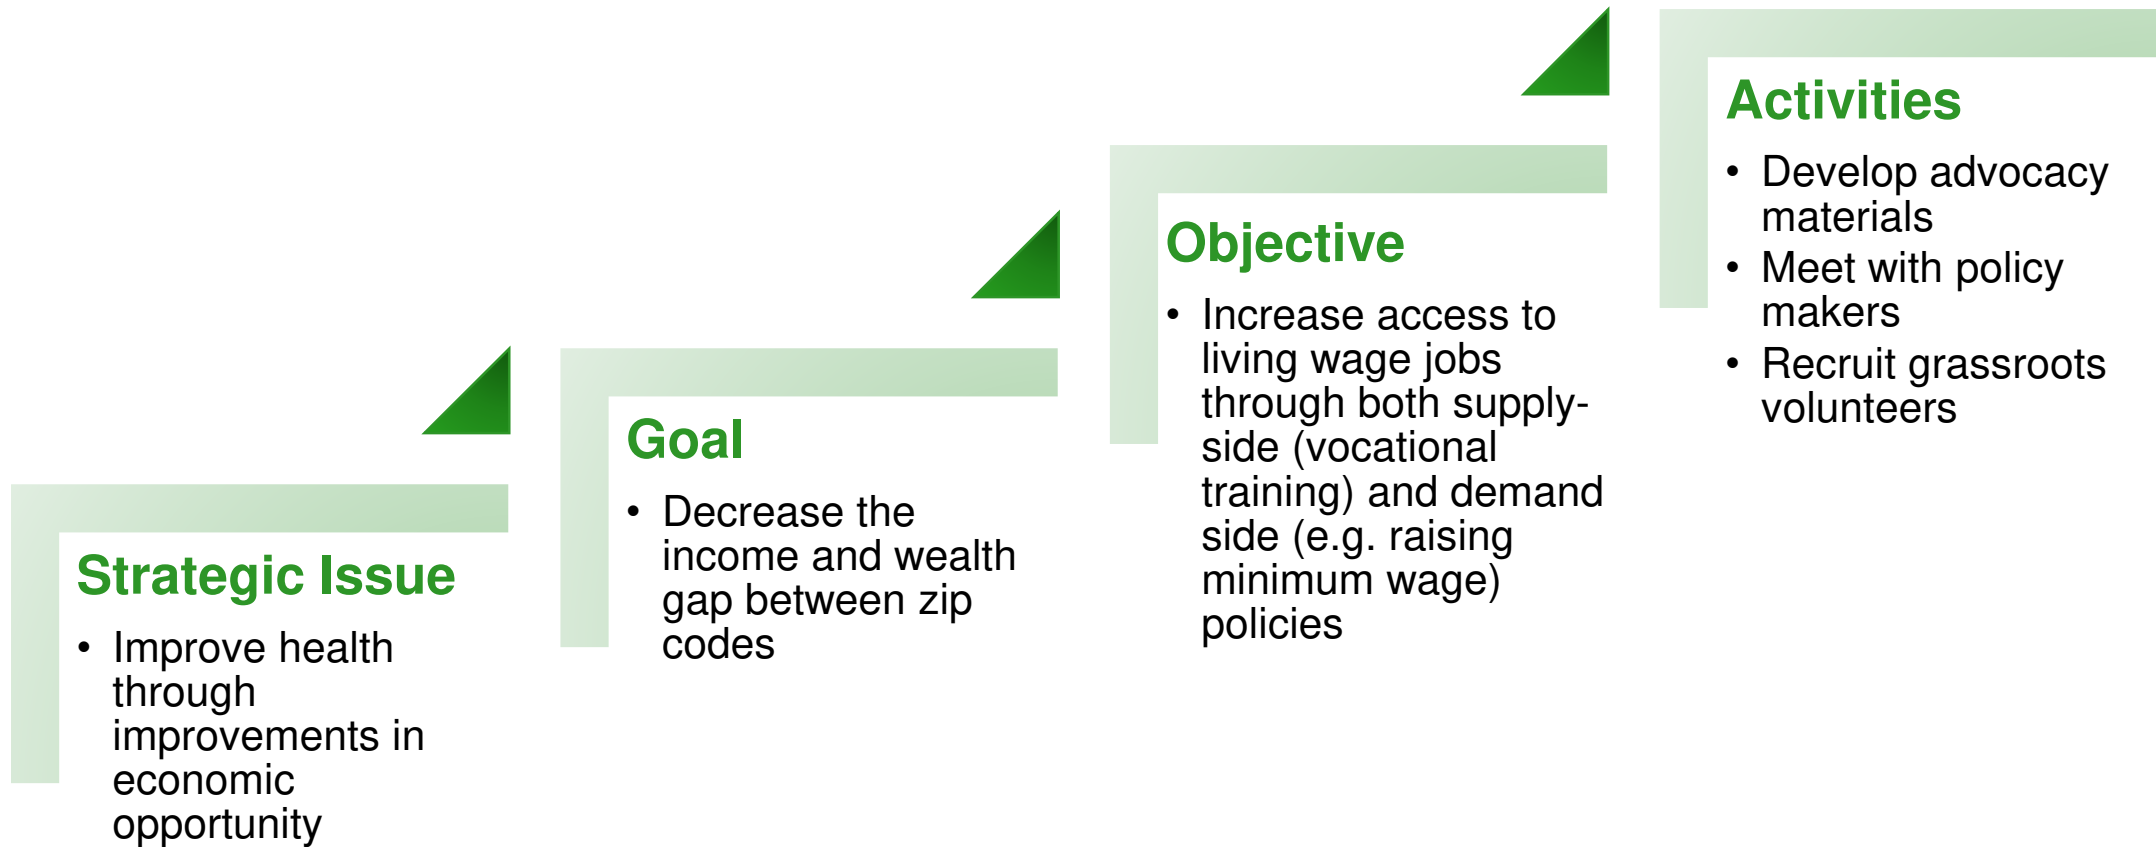 Strategic Issue
• Improve health
through
improvements in
economic
opportunity
Goal
• Decrease the
income and wealth
gap between zip
codes
Objective
• Increase access to
living wage jobs
through both supply-
side (vocational
training) and demand
side (e.g. raising
minimum wage)
policies
Activities
• Develop advocacy
materials
• Meet with policy
makers
• Recruit grassroots
volunteers